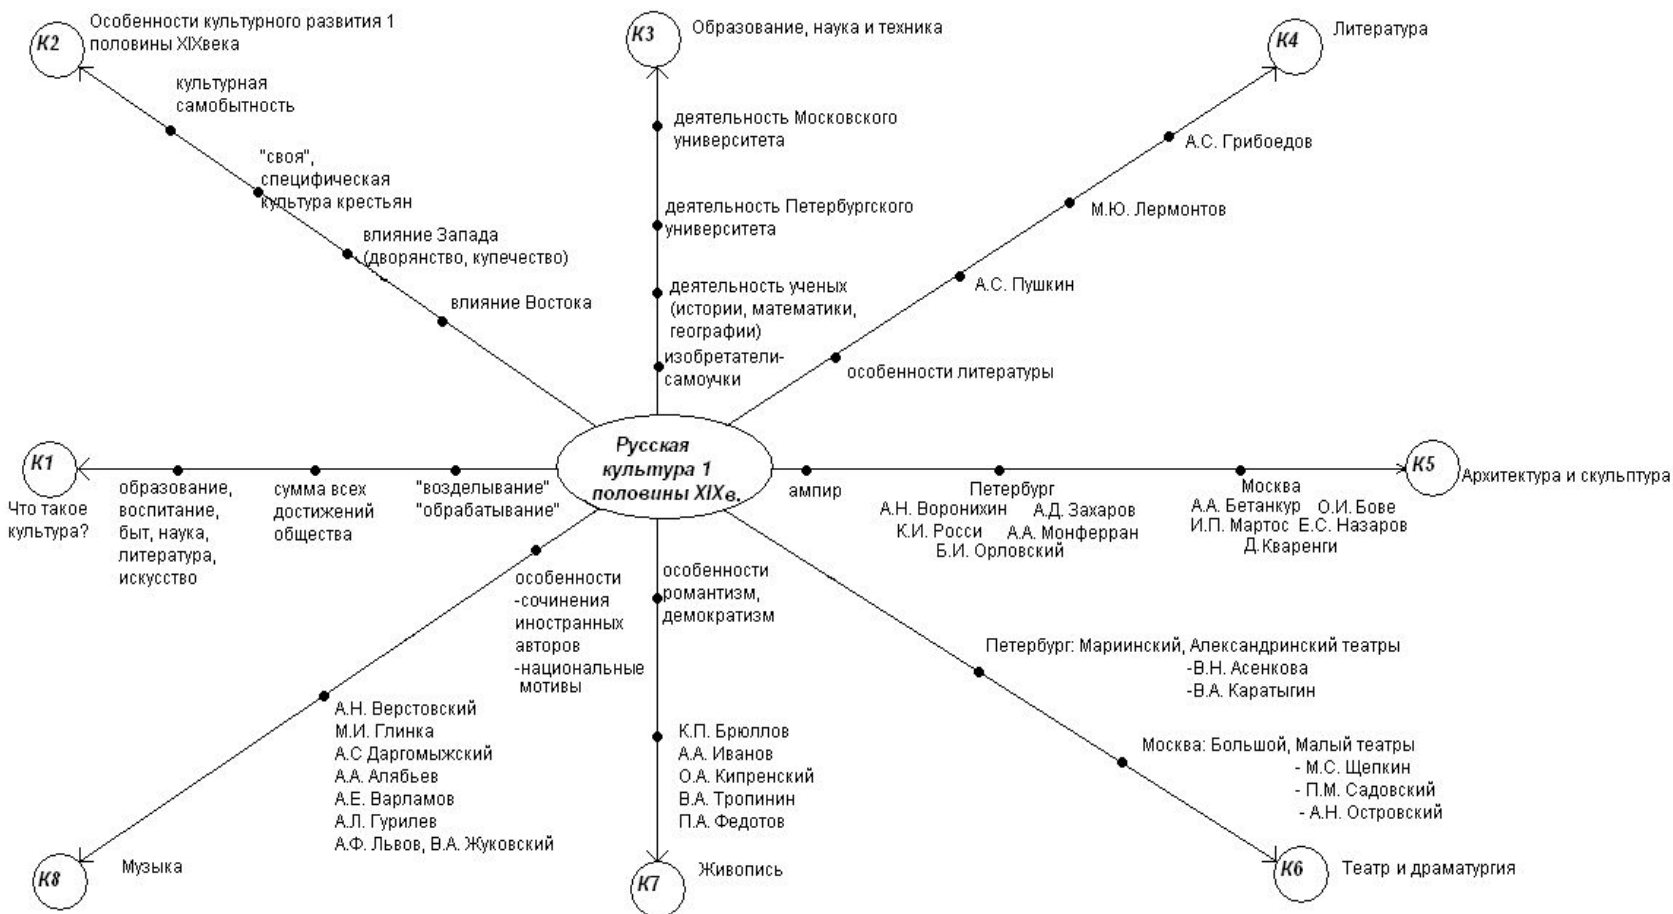 К2
Особенности культурного развития 1
половины XIXвека
культурная
самобытность
"своя",
специфическая
культура крестьян
влияние Запада
(дворянство, купечество)
влияние Востока
К3
Образование, наука и техника
деятельность Московского
университета
деятельность Петербургского
университета
деятельность ученых
(истории, математики,
географии)
изобретатели-
самоучки
К4
Литература
А.С. Грибоедов
М.Ю. Лермонтов
А.С. Пушкин
особенности литературы
К1
Что такое
культура?
образование,
воспитание,
быт, наука,
литература,
искусство
сумма всех
достижений
общества
"возделывание"
"обрабатывание"
Русская
культура 1
половины XIXв.
ампир
Петербург
А.Н. Воронихин А.Д. Захаров
К.И. Росси А.А. Монферран
Б.И. Орловский
Москва
А.А. Бетанкур О.И. Бове
И.П. Мартос Е.С. Назаров
Д.Кваренги
К5
Архитектура и скульптура
особенности
-сочинения
иностранных
авторов
-национальные
мотивы
А.Н. Верстовский
М.И. Глинка
А.С Даргомыжский
А.А. Алябьев
А.Е. Варламов
А.Л. Гурилев
А.Ф. Львов, В.А. Жуковский
К8
Музыка
особенности
романтизм,
демократизм
К.П. Брюллов
А.А. Иванов
О.А. Кипренский
В.А. Тропинин
П.А. Федотов
К7
Живопись
Петербург: Мариинский, Александринский театры
-В.Н. Асенкова
-В.А. Каратыгин
Москва: Большой, Малый театры
- М.С. Щепкин
- П.М. Садовский
- А.Н. Островский
К6
Театр и драматургия